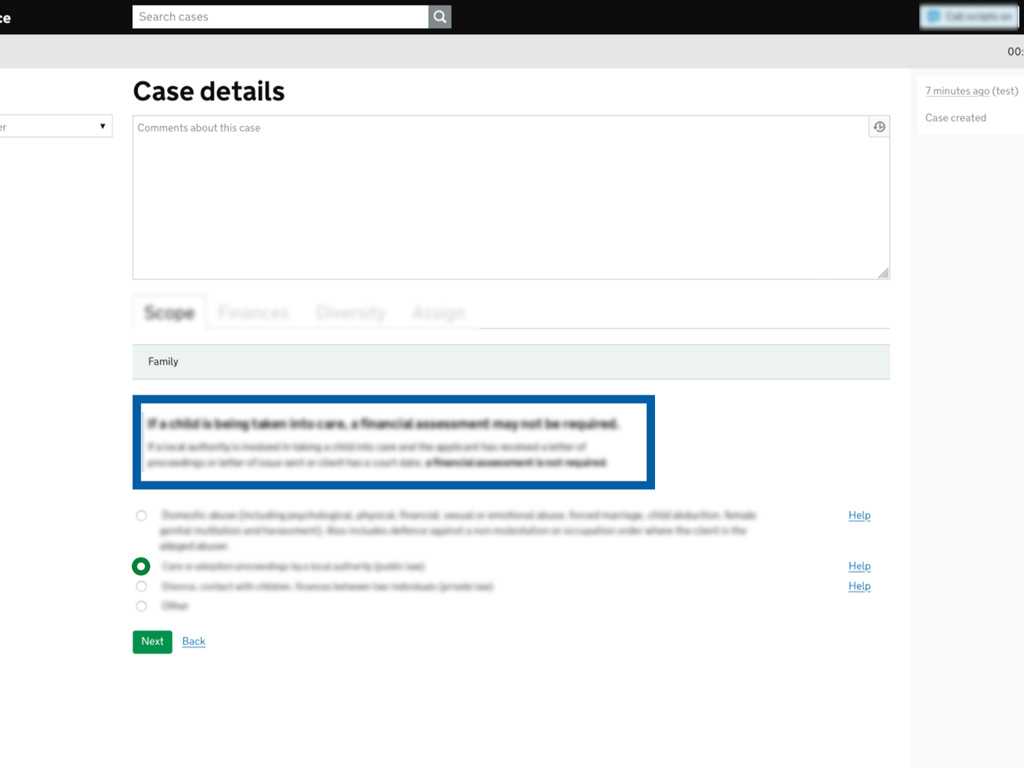 ce
Search cases
Call scripts on
00:
Case details
7 minutes ago (test)
er
Comments about this case
Case created
Scope Finances Diversity Assign
Family
If a child is being taken into care, a financial assessment may not be required.
If a local authority is involved in taking a child into care and the applicant has received a letter of
proceedings or letter of issue sent or client has a court date, a financial assessment is not required.
Domestic abuse (including psychological, physical, financial, sexual or emotional abuse, forced marriage, child abduction, female Help
genital mutilation and harassment). Also includes defence against a non-molestation or occupation order where the client is the
alleged abuser.
Care or adoption proceedings by a local authority (public law) Help
Divorce, contact with children, finances between two individuals (private law) Help
Other
Next Back